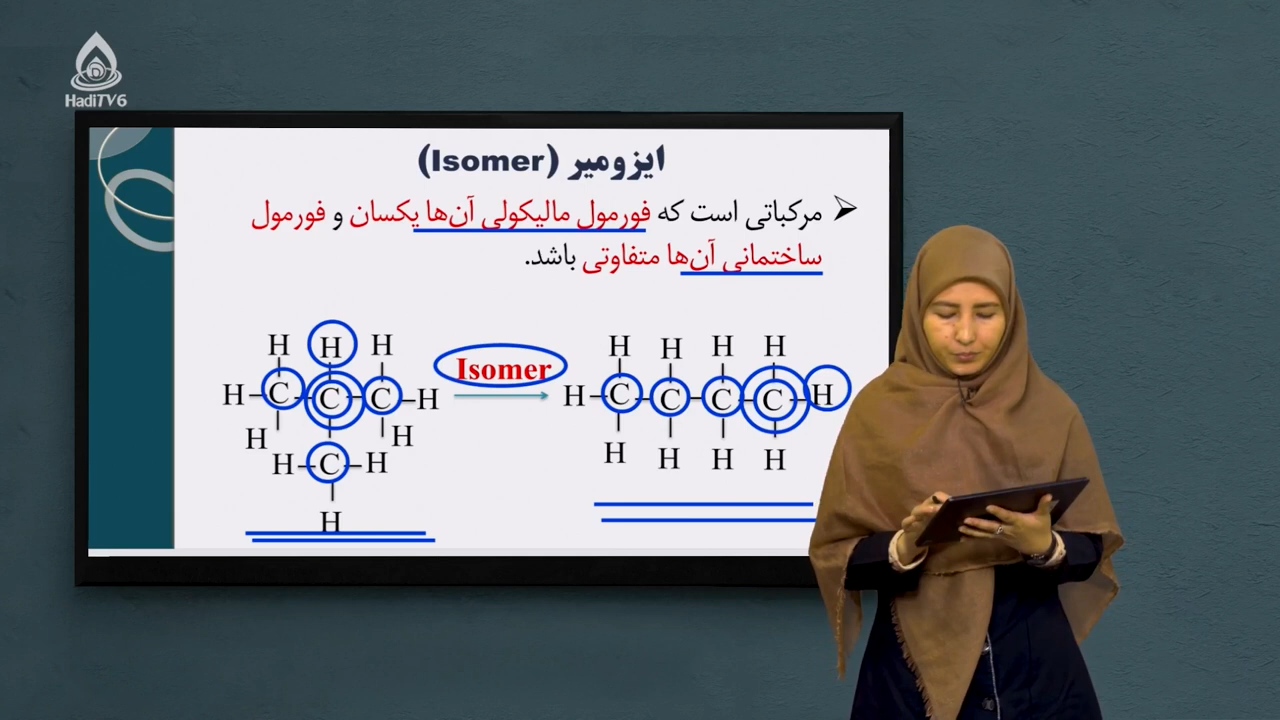 HadiTV6
ایزومیر (Isomer)
مرکباتی است که فورمول مالیکولی آن‌ها یکسان و فورمول
ساختمانی آن‌ها متفاوتی باشد.
H H H
Isomer
H–C–C–C–H
H H
H–C–H
H
H H H H
H–C–C–C–C–H
H H H H